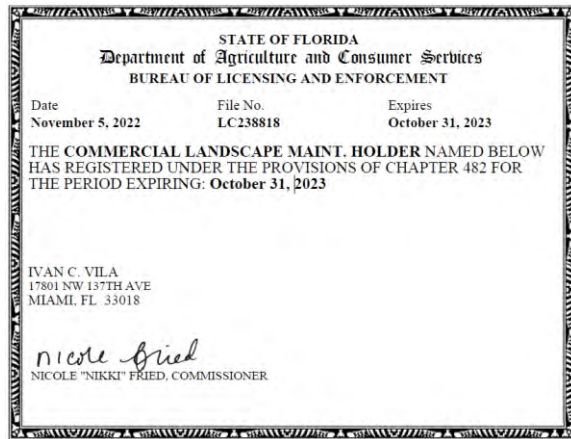 STATE OF FLORIDA
Department of Agriculture and Consumer Services
BUREAU OF LICENSING AND ENFORCEMENT
Date File No. Expires
November 5, 2022 LC238818 October 31, 2023
THE COMMERCIAL LANDSCAPE MAINT. HOLDER NAMED BELOW
HAS REGISTERED UNDER THE PROVISIONS OF CHAPTER 482 FOR
THE PERIOD EXPIRING: October 31, 2023
IVAN C. VILA
17801 NW 137TH AVE
MIAMI, FL 33018
nicole fried
NICOLE "NIKKI" FRIED, COMMISSIONER